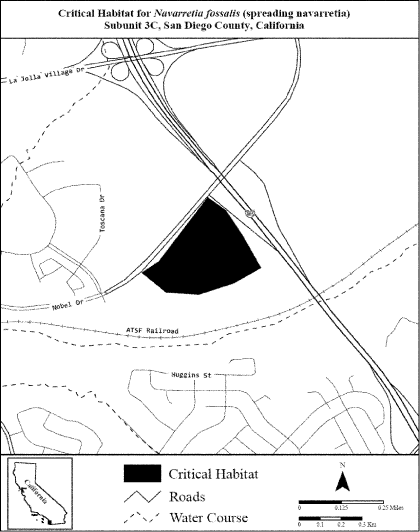 Critical Habitat for Navarretia fossalis (spreading navarretia)
Subunit 3C, San Diego County, California
La Jolla Village Dr
Toscana Dr
Nobel Dr
ATSF Railroad
Huggins St
California
Critical Habitat
Roads
Water Course
N
0 0.125 0.25 Miles
0 0.1 0.2 0.3 Km